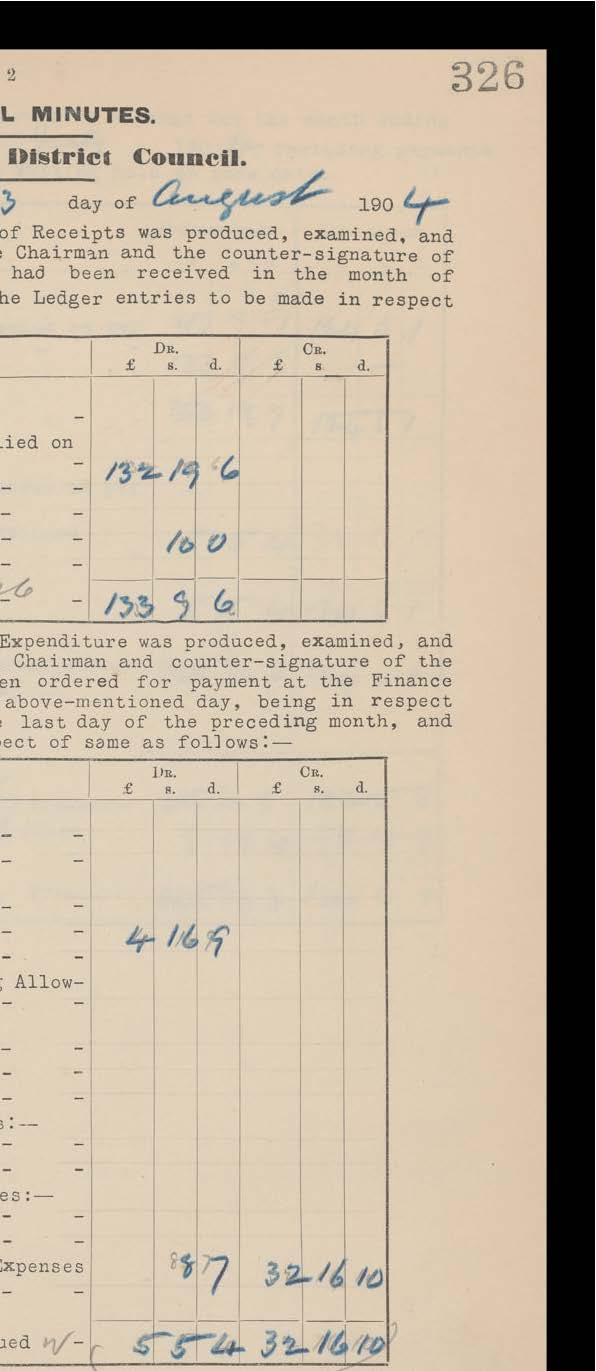 2
326
L MINUTES.
District Council.
3 day of August 1904
of Receipts was produced, examined, and
e Chairman and the counter-signature of
had been received in the month of
he Ledger entries to be made in respect
DR. CR.
£ s. d. £ s. d.
-
lied on
- 132 19 6
- -
- -
- - 10 0
- -
- - 133 9 6
Expenditure was produced, examined, and
Chairman and counter-signature of the
en ordered for payment at the Finance
above-mentioned day, being in respect
e last day of the preceding month, and
pect of same as follows:—
DR. CR.
£ s. d. £ s. d.
- -
- -
- -
- - 4 16 9
- -
g Allow-
- -
- -
- -
- -
s:—
- -
- -
es:—
- -
- -
Expenses 8 7 32 16 10
- -
ued - 5 5 4 32 16 10